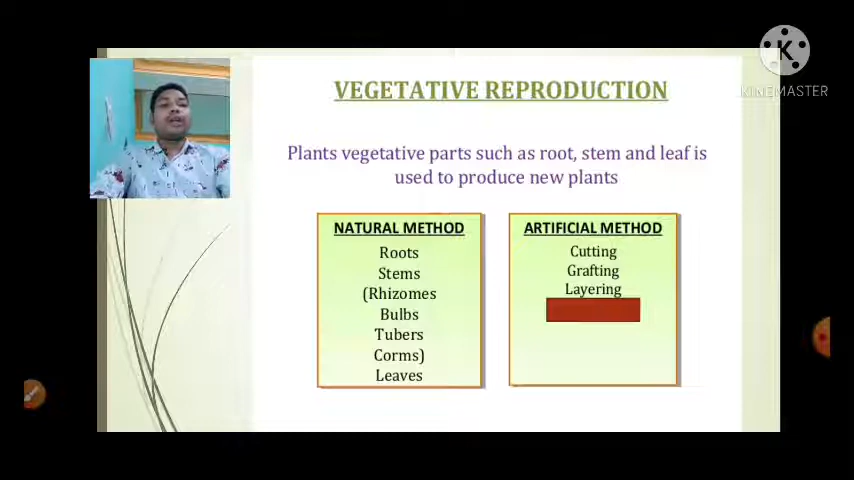 KINEMASTER
VEGETATIVE REPRODUCTION
Plants vegetative parts such as root, stem and leaf is
used to produce new plants
NATURAL METHOD
Roots
Stems
(Rhizomes
Bulbs
Tubers
Corms)
Leaves
ARTIFICIAL METHOD
Cutting
Grafting
Layering